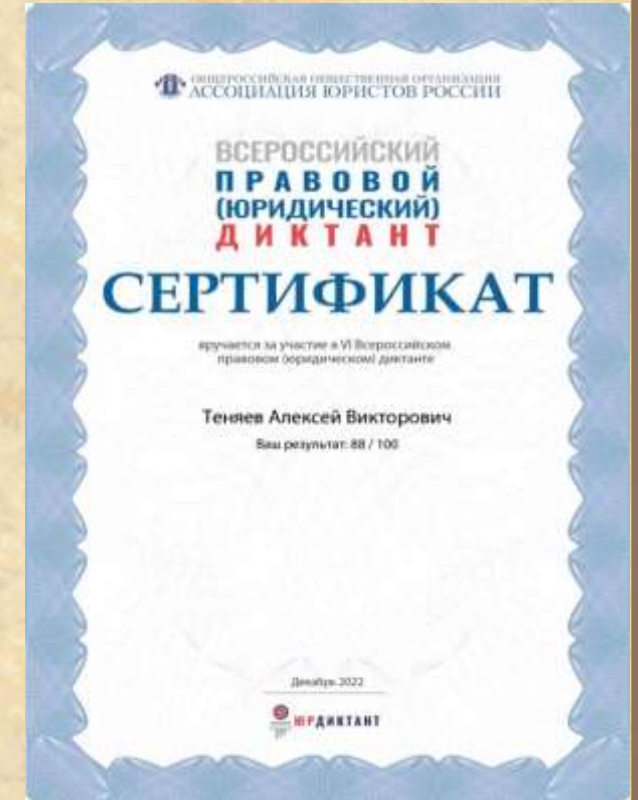 ОБЩЕРОССИЙСКАЯ ОБЩЕСТВЕННАЯ ОРГАНИЗАЦИЯ
АССОЦИАЦИЯ ЮРИСТОВ РОССИИ
ВСЕРОССИЙСКИЙ
ПРАВОВОЙ
(ЮРИДИЧЕСКИЙ)
ДИКТАНТ
СЕРТИФИКАТ
вручается за участие в VI Всероссийском
правовом (юридическом) диктанте
Теняев Алексей Викторович
Ваш результат: 88 / 100
Декабрь 2022
ЮРДИКТАНТ